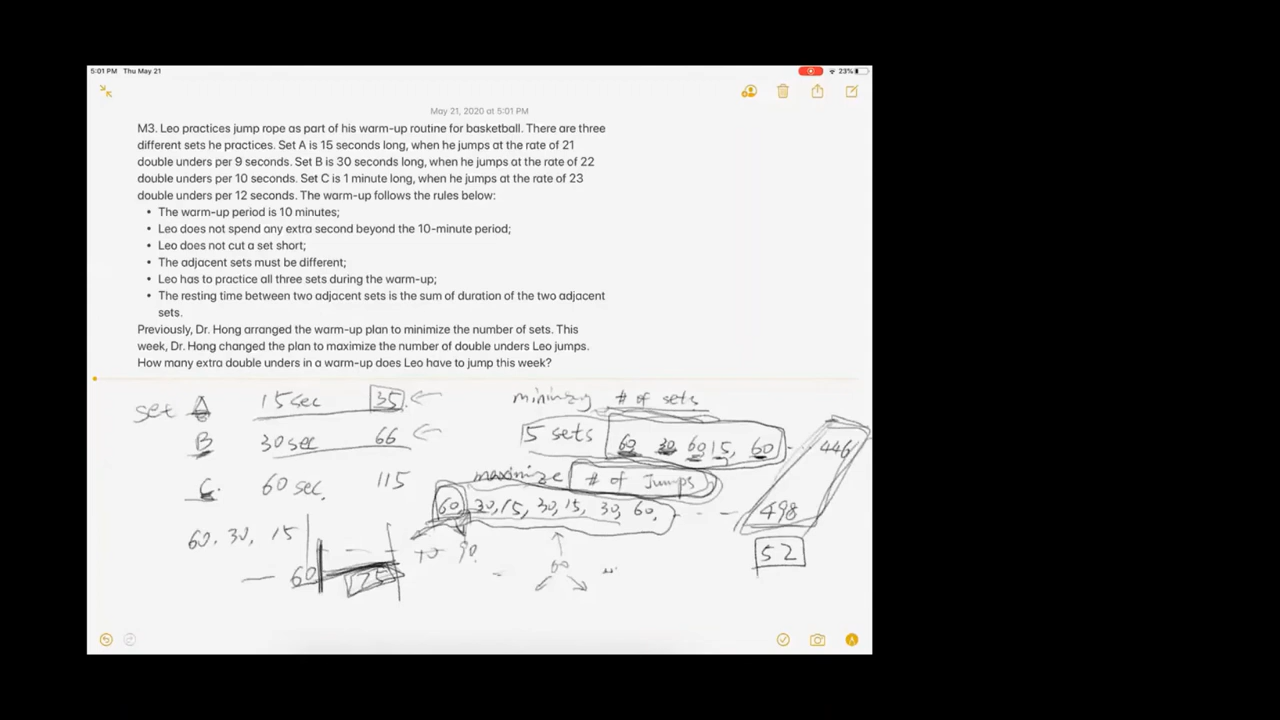 5:01 PM Thu May 21
23%
May 21, 2020 at 5:01 PM
M3. Leo practices jump rope as part of his warm-up routine for basketball. There are three
different sets he practices. Set A is 15 seconds long, when he jumps at the rate of 21
double unders per 9 seconds. Set B is 30 seconds long, when he jumps at the rate of 22
double unders per 10 seconds. Set C is 1 minute long, when he jumps at the rate of 23
double unders per 12 seconds. The warm-up follows the rules below:
• The warm-up period is 10 minutes;
• Leo does not spend any extra second beyond the 10-minute period;
• Leo does not cut a set short;
• The adjacent sets must be different;
• Leo has to practice all three sets during the warm-up;
• The resting time between two adjacent sets is the sum of duration of the two adjacent
sets.
Previously, Dr. Hong arranged the warm-up plan to minimize the number of sets. This
week, Dr. Hong changed the plan to maximize the number of double unders Leo jumps.
How many extra double unders in a warm-up does Leo have to jump this week?
set A 15 sec 35
B 30 sec 66
C 60 sec. 115
60. 30, 15
60
# of sets
5 sets 60 30 60 15, 60 446
maximize # of Jumps
60 30, 15, 30, 15, 30, 60, 498
52
90
60